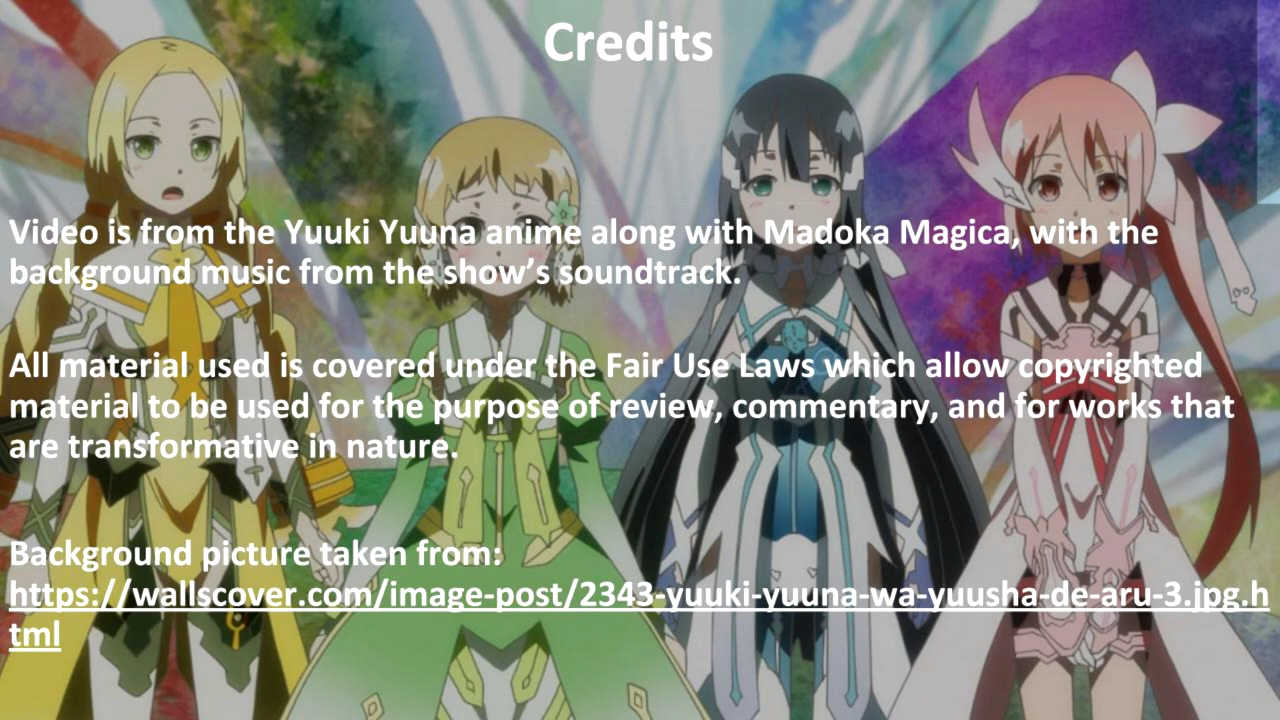 Credits
Video is from the Yuuki Yuuna anime along with Madoka Magica, with the
background music from the show’s soundtrack.
All material used is covered under the Fair Use Laws which allow copyrighted
material to be used for the purpose of review, commentary, and for works that
are transformative in nature.
Background picture taken from:
https://wallscover.com/image-post/2343-yuuki-yuuna-wa-yuusha-de-aru-3.jpg.h
tml